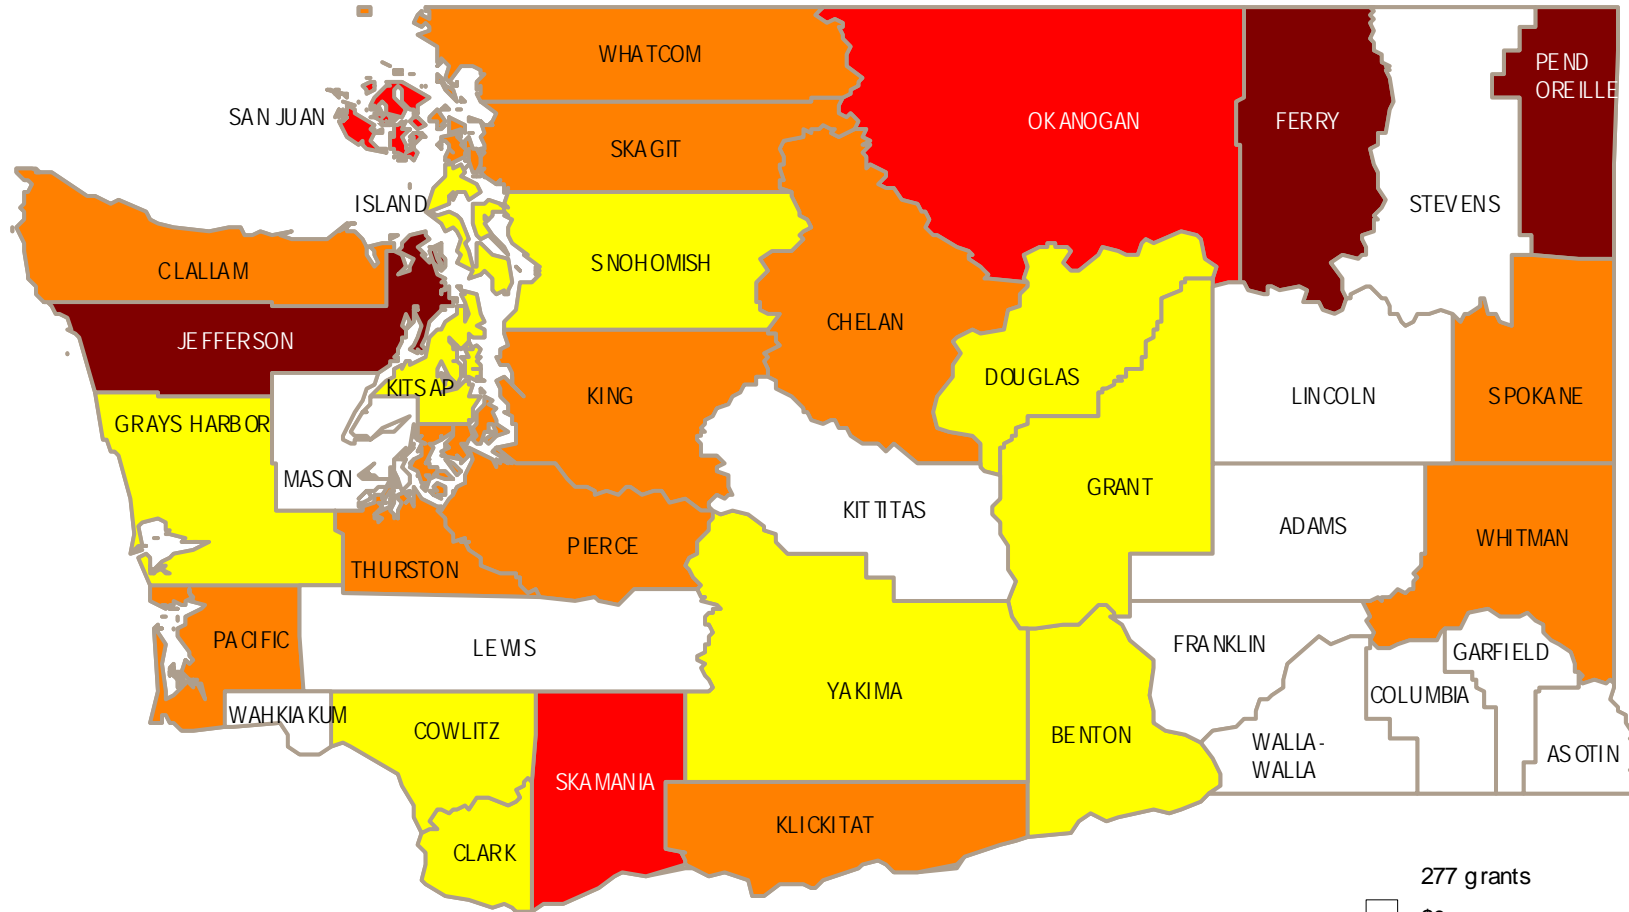 WHATCOM
PEND
OREILLE
SAN JUAN
OKANOGAN
FERRY
SKAGIT
ISLAND
STEVENS
CLALLAM
SNOHOMISH
CHELAN
JEFFERSON
DOUGLAS
KITSAP
KING
LINCOLN
SPOKANE
GRAYS HARBOR
MASON
GRANT
KITTITAS
ADAMS
WHITMAN
PIERCE
THURSTON
PACIFIC
LEWIS
FRANKLIN
GARFIELD
YAKIMA
COLUMBIA
WAHKIAKUM
COWLITZ
BENTON
WALLA-
WALLA
ASOTIN
SKAMANIA
KLICKITAT
CLARK
277 grants